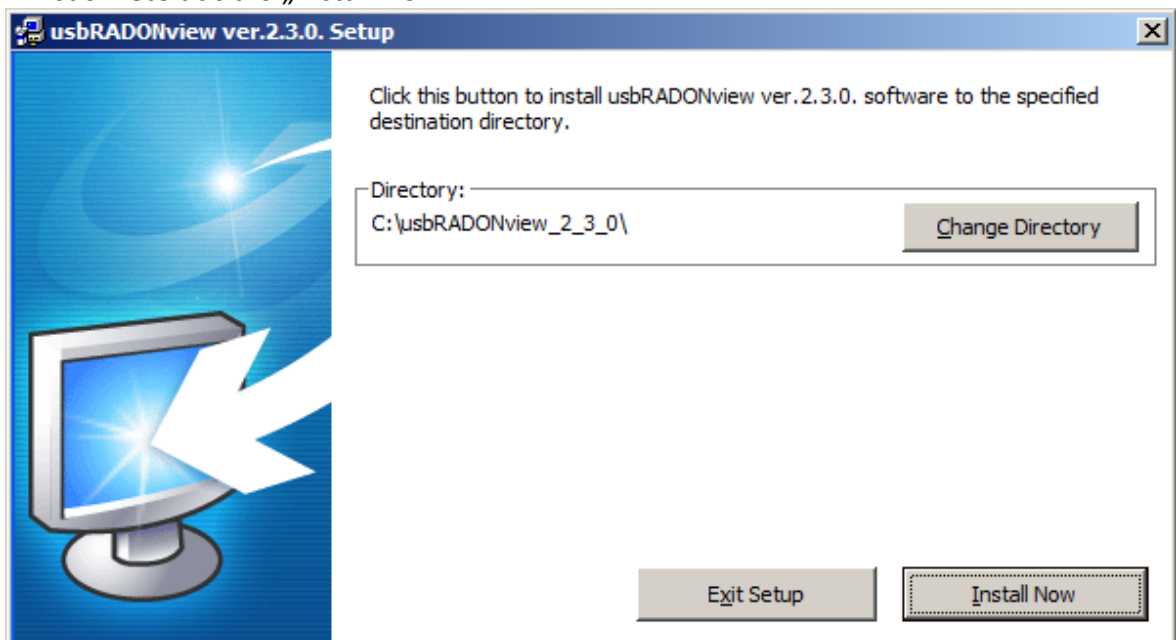 usbRADONview ver.2.3.0. Setup
Click this button to install usbRADONview ver.2.3.0. software to the specified
destination directory.
Directory:
C:\usbRADONview_2_3_0\
Change Directory
Exit Setup
Install Now